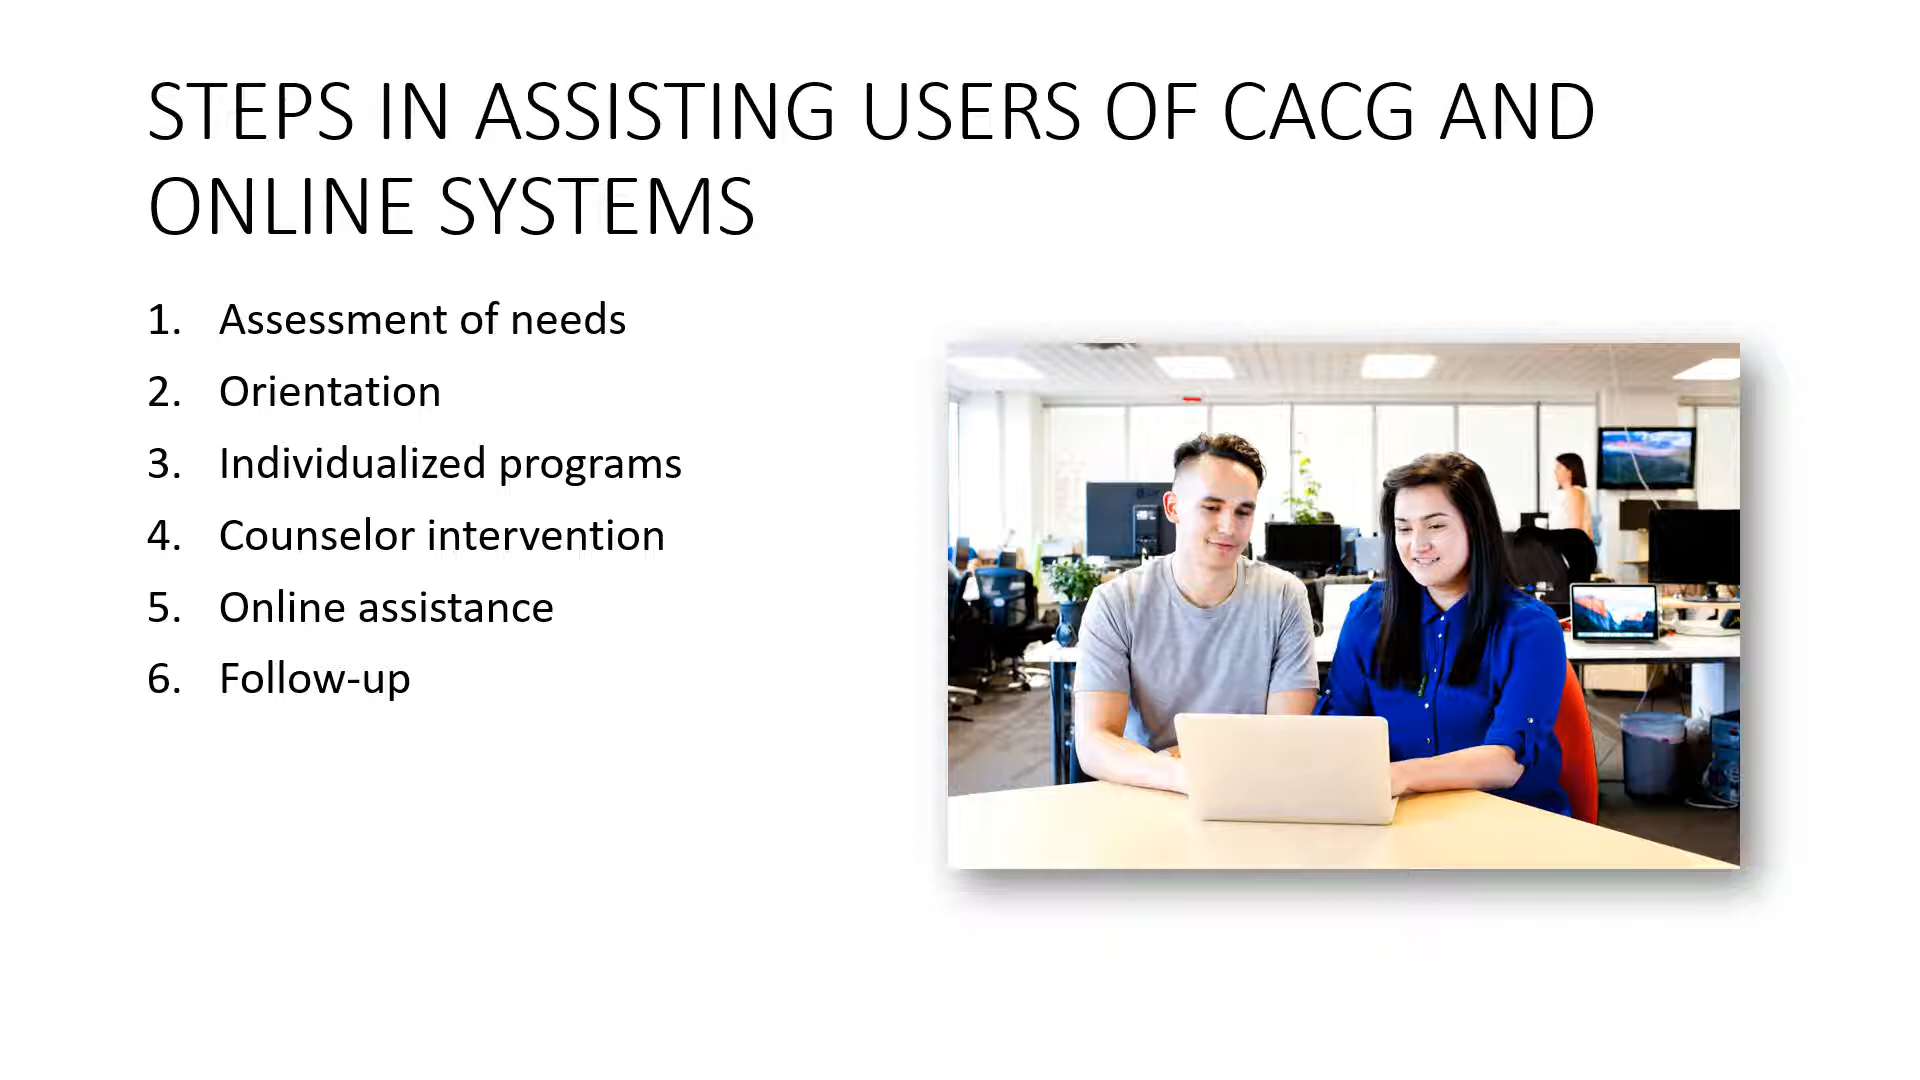 STEPS IN ASSISTING USERS OF CACG AND
ONLINE SYSTEMS
1. Assessment of needs
2. Orientation
3. Individualized programs
4. Counselor intervention
5. Online assistance
6. Follow-up